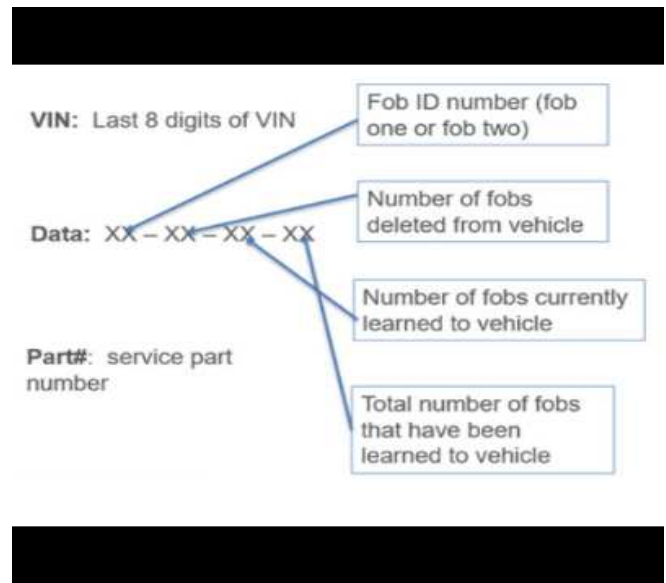 VIN: Last 8 digits of VIN
Fob ID number (fob
one or fob two)
Number of fobs
deleted from vehicle
Data: XX – XX – XX – XX
Number of fobs currently
learned to vehicle
Part#: service part
number
Total number of fobs
that have been
learned to vehicle